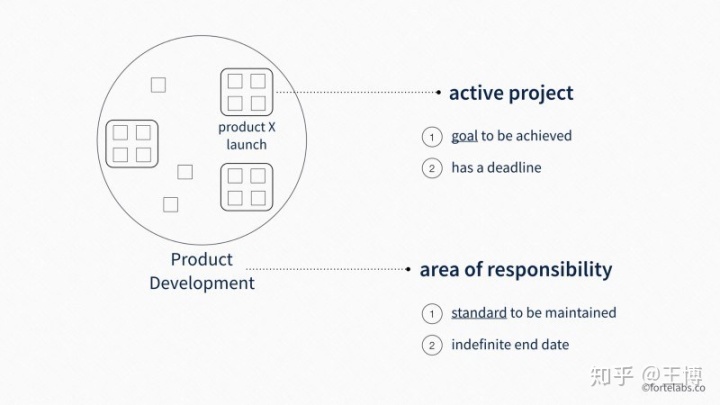 product X
launch
Product
Development
active project
1 goal to be achieved
2 has a deadline
area of responsibility
1 standard to be maintained
2 indefinite end date
知乎 @王博
©fortelabs.co